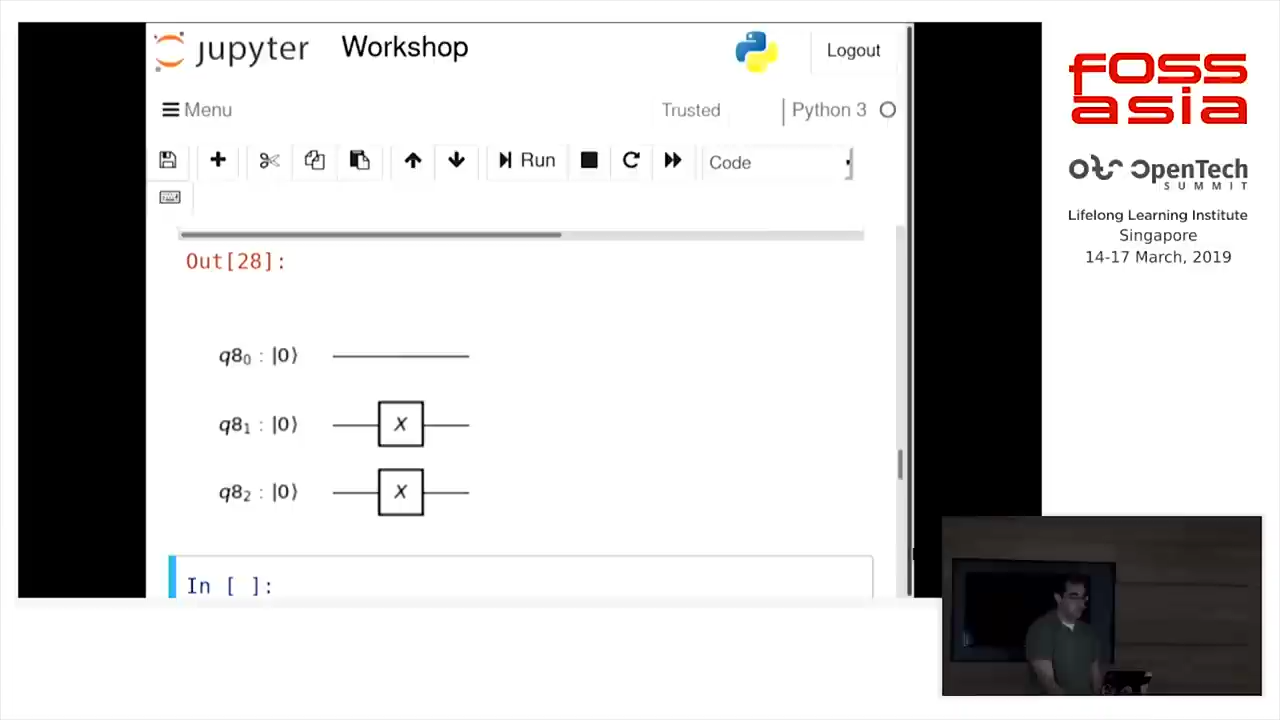 jupyter Workshop
Logout
Menu
Trusted
Python 3
Run
Code
Out[28]:
q8₀ : |0⟩
q8₁ : |0⟩
X
q8₂ : |0⟩
X
In [ ]:
FOSS
ASIA
OpenTech
SUMMIT
Lifelong Learning Institute
Singapore
14-17 March, 2019